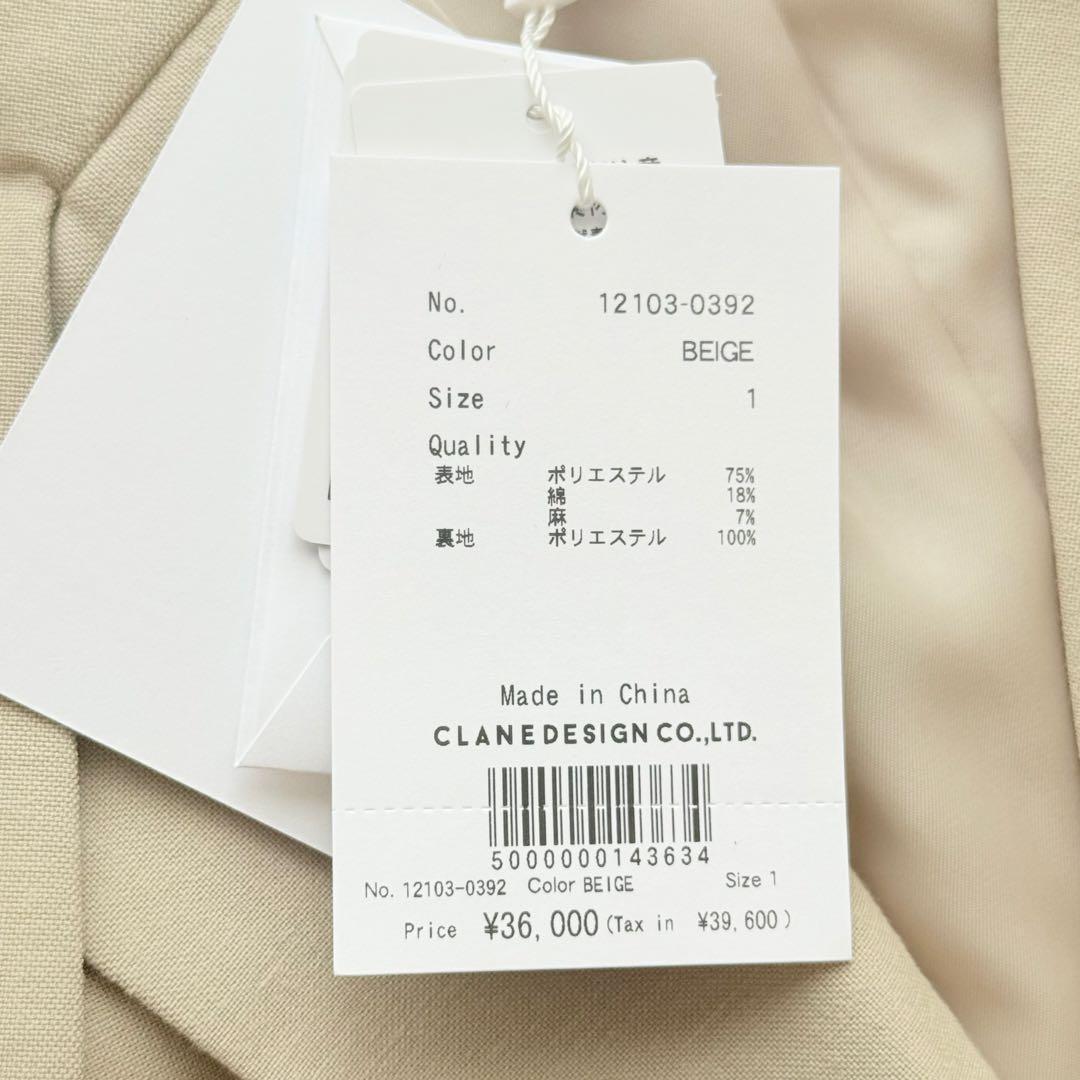 No. 12103-0392
Color BEIGE
Size 1
Quality
表地 ポリエステル 75%
綿 18%
麻 7%
裏地 ポリエステル 100%
Made in China
CLANEDESIGN CO.,LTD.
5000000143634
No. 12103-0392 Color BEIGE Size 1
Price ¥36,000 (Tax in ¥39,600)